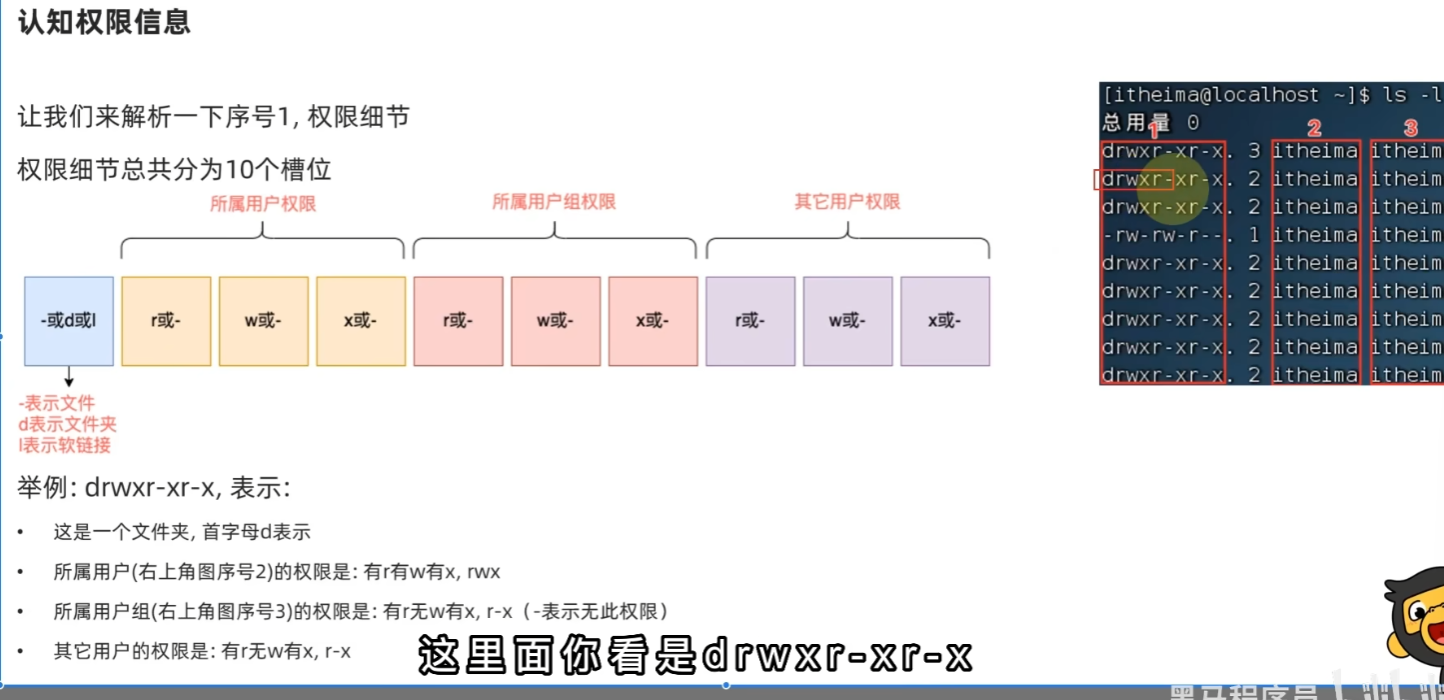 认知权限信息
让我们来解析一下序号1, 权限细节
权限细节总共分为10个槽位
所属用户权限
所属用户组权限
其它用户权限
-或d或l
r或-
w或-
x或-
r或-
w或-
x或-
r或-
w或-
x或-
-表示文件
d表示文件夹
l表示软链接
举例: drwxr-xr-x, 表示:
• 这是一个文件夹, 首字母d表示
• 所属用户(右上角图序号2)的权限是: 有r有w有x, rwx
• 所属用户组(右上角图序号3)的权限是: 有r无w有x, r-x（-表示无此权限）
• 其它用户的权限是: 有r无w有x, r-x
[itheima@localhost ~]$ ls -l
总用量 0
1 2 3
drwxr-xr-x. 3 itheima itheim
drwxr-xr-x. 2 itheima itheim
drwxr-xr-x. 2 itheima itheim
-rw-rw-r--. 1 itheima itheim
drwxr-xr-x. 2 itheima itheim
drwxr-xr-x. 2 itheima itheim
drwxr-xr-x. 2 itheima itheim
drwxr-xr-x. 2 itheima itheim
drwxr-xr-x. 2 itheima itheim
这里面你看是drwxr-xr-x
黑马程序员